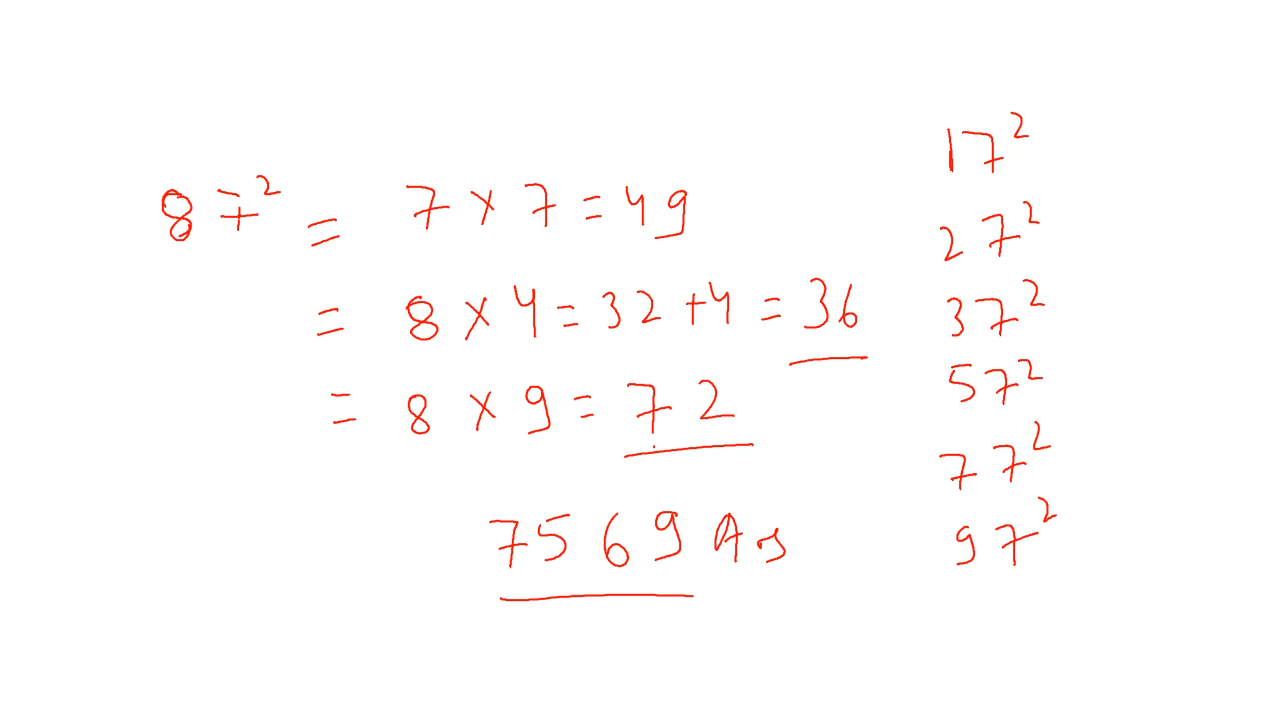 87² = 7 × 7 = 49
= 8 × 4 = 32 + 4 = 36
= 8 × 9 = 72
7569 Ans
17²
27²
37²
57²
77²
97²